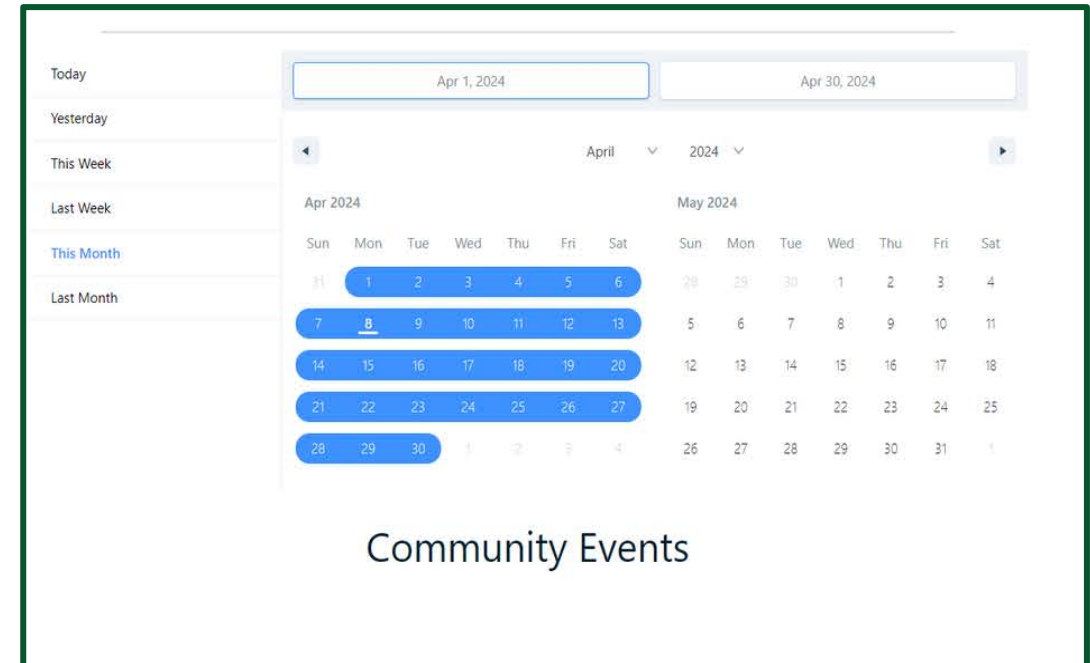 Today
Yesterday
This Week
Last Week
This Month
Last Month
Apr 1, 2024 Apr 30, 2024
April 2024
Apr 2024
Sun Mon Tue Wed Thu Fri Sat
31 1 2 3 4 5 6
7 8 9 10 11 12 13
14 15 16 17 18 19 20
21 22 23 24 25 26 27
28 29 30 1 2 3 4
May 2024
Sun Mon Tue Wed Thu Fri Sat
28 29 30 1 2 3 4
5 6 7 8 9 10 11
12 13 14 15 16 17 18
19 20 21 22 23 24 25
26 27 28 29 30 31 1
Community Events